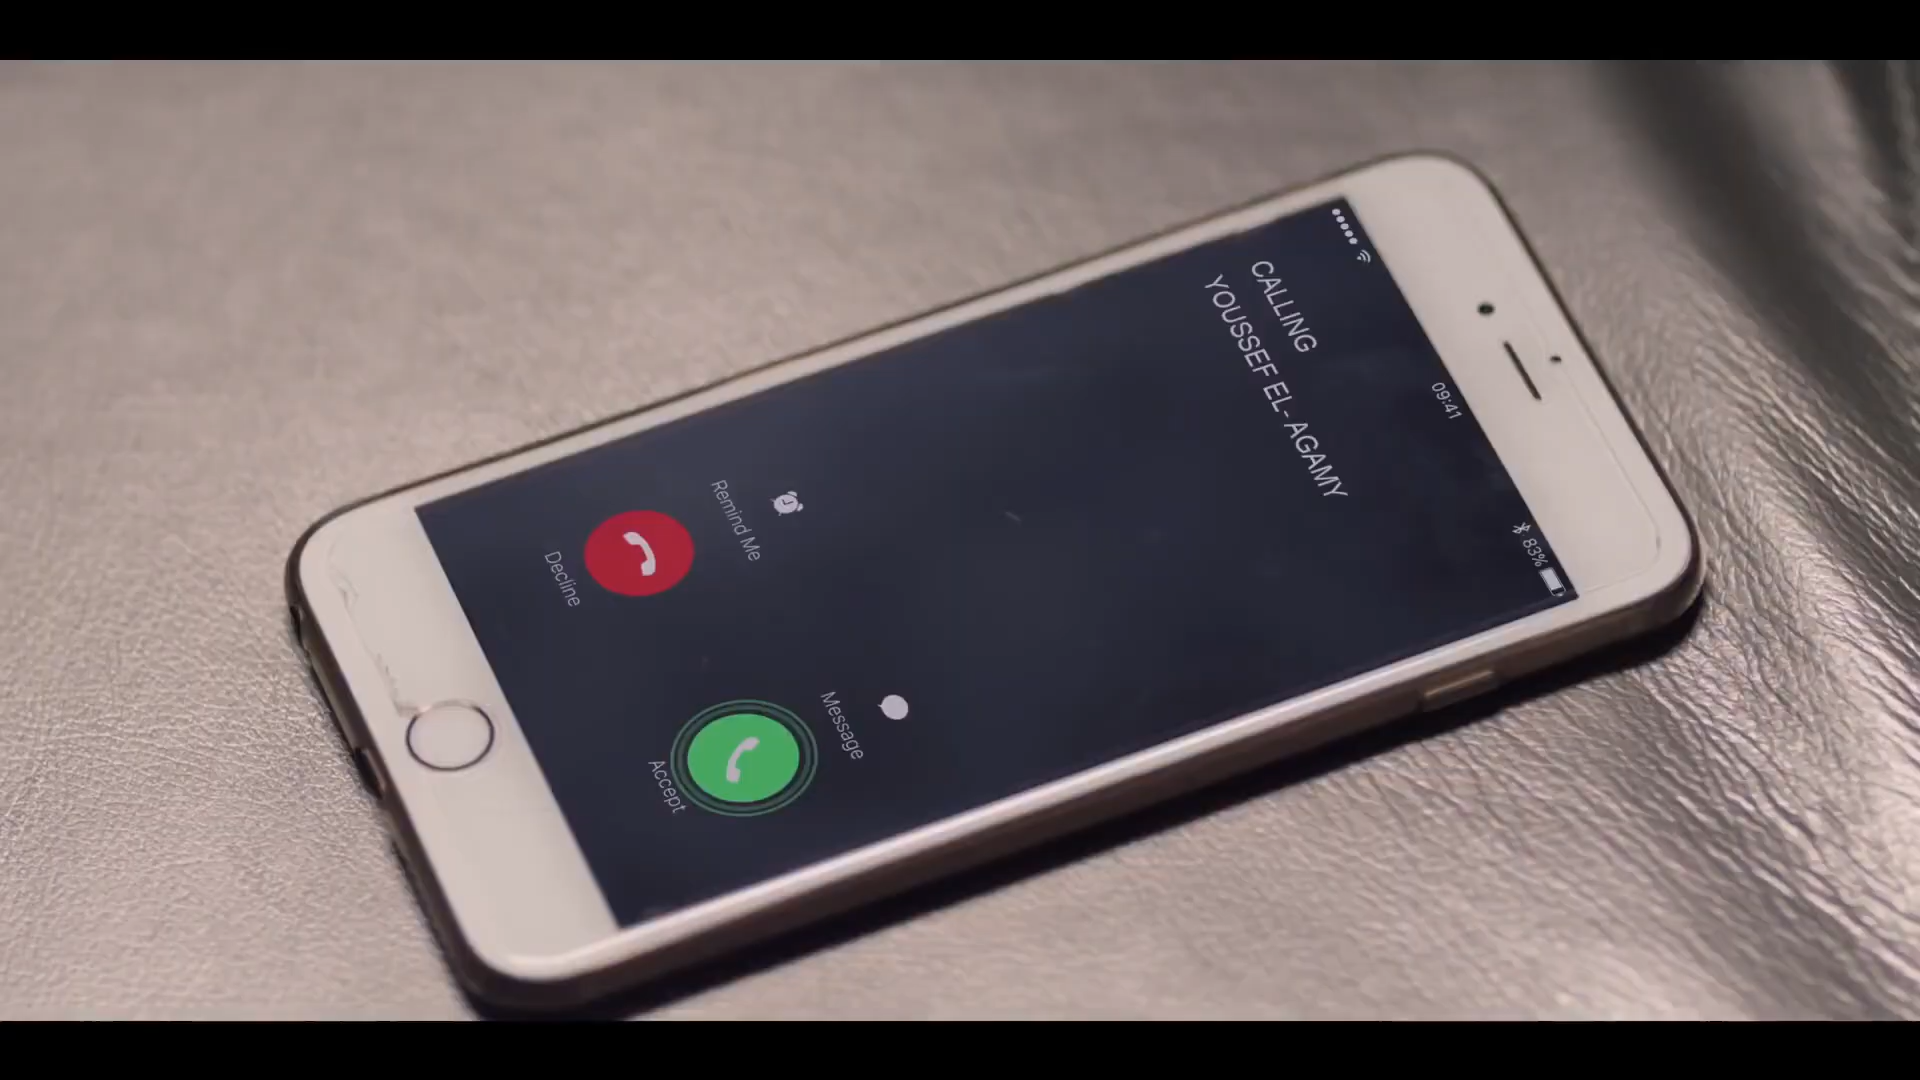 09:41
83%
CALLING
YOUSSEF EL-AGAMY
Remind Me
Message
Decline
Accept